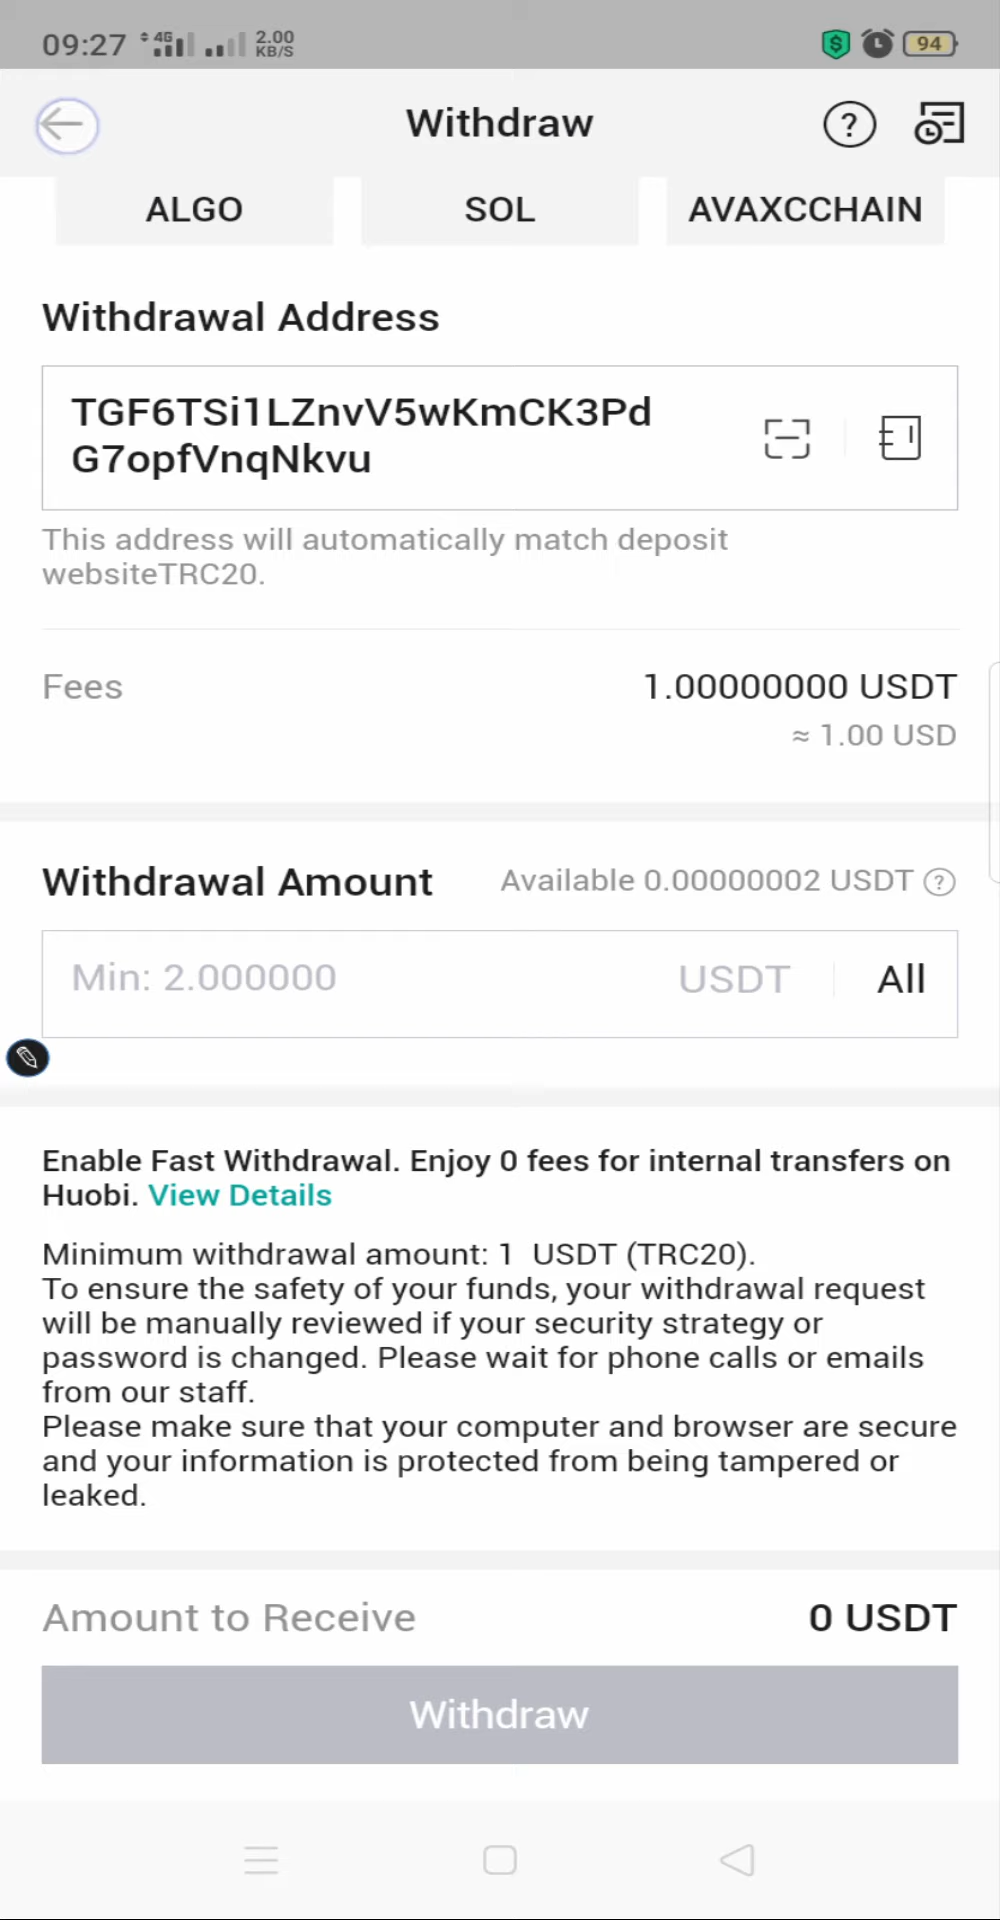 09:27 4G 2.00 KB/S 94
Withdraw
ALGO SOL AVAXCCHAIN
Withdrawal Address
TGF6TSi1LZnvV5wKmCK3Pd
G7opfVnqNkvu
This address will automatically match deposit
websiteTRC20.
Fees 1.00000000 USDT
≈ 1.00 USD
Withdrawal Amount Available 0.00000002 USDT
Min: 2.000000 USDT All
Enable Fast Withdrawal. Enjoy 0 fees for internal transfers on
Huobi. View Details
Minimum withdrawal amount: 1 USDT (TRC20).
To ensure the safety of your funds, your withdrawal request
will be manually reviewed if your security strategy or
password is changed. Please wait for phone calls or emails
from our staff.
Please make sure that your computer and browser are secure
and your information is protected from being tampered or
leaked.
Amount to Receive 0 USDT
Withdraw